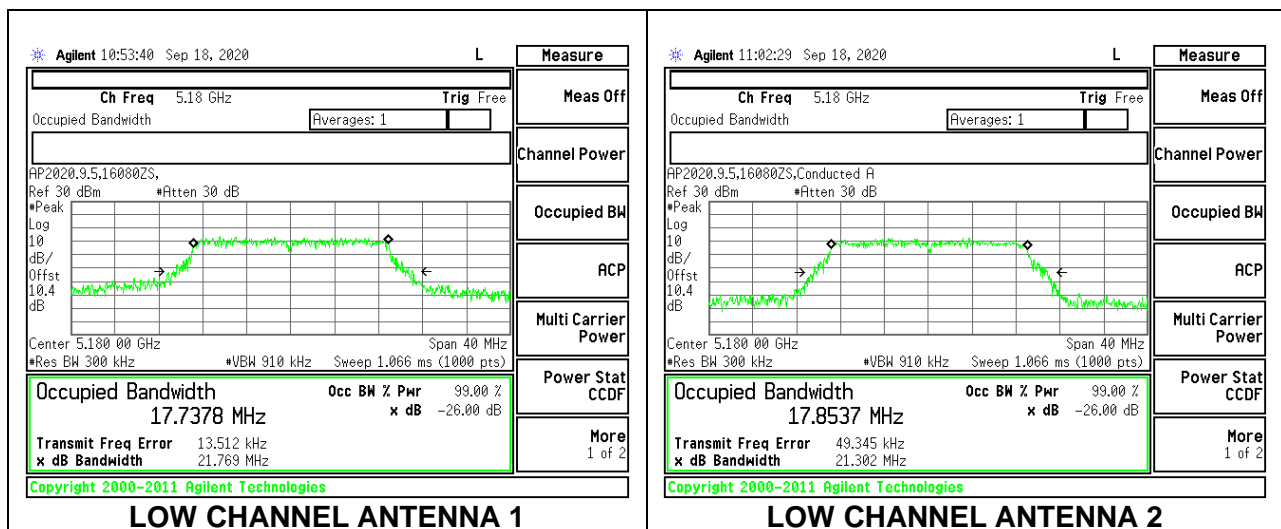 Agilent 10:53:40 Sep 18, 2020 L
Measure
Ch Freq 5.18 GHz Trig Free
Occupied Bandwidth Averages: 1
AP2020.9.5,16080ZS,
Ref 30 dBm #Atten 30 dB
#Peak
Log
10
dB/
Offst
10.4
dB
Center 5.180 00 GHz Span 40 MHz
#Res BW 300 kHz #VBW 910 kHz Sweep 1.066 ms (1000 pts)
Occupied Bandwidth Occ BW % Pwr 99.00 %
17.7378 MHz x dB -26.00 dB
Transmit Freq Error 13.512 kHz
x dB Bandwidth 21.769 MHz
Copyright 2000-2011 Agilent Technologies
Meas Off
Channel Power
Occupied BW
ACP
Multi Carrier
Power
Power Stat
CCDF
More
1 of 2
LOW CHANNEL ANTENNA 1
Agilent 11:02:29 Sep 18, 2020 L
Measure
Ch Freq 5.18 GHz Trig Free
Occupied Bandwidth Averages: 1
AP2020.9.5,16080ZS,Conducted A
Ref 30 dBm #Atten 30 dB
#Peak
Log
10
dB/
Offst
10.4
dB
Center 5.180 00 GHz Span 40 MHz
#Res BW 300 kHz #VBW 910 kHz Sweep 1.066 ms (1000 pts)
Occupied Bandwidth Occ BW % Pwr 99.00 %
17.8537 MHz x dB -26.00 dB
Transmit Freq Error 49.345 kHz
x dB Bandwidth 21.302 MHz
Copyright 2000-2011 Agilent Technologies
Meas Off
Channel Power
Occupied BW
ACP
Multi Carrier
Power
Power Stat
CCDF
More
1 of 2
LOW CHANNEL ANTENNA 2